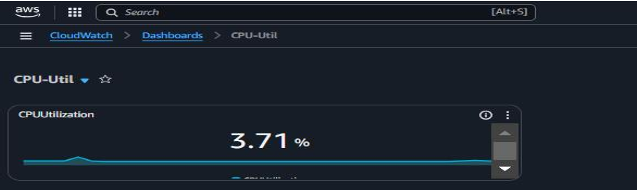 aws
Search [Alt+S]
CloudWatch > Dashboards > CPU-Util
CPU-Util
CPUUtilization
3.71 %